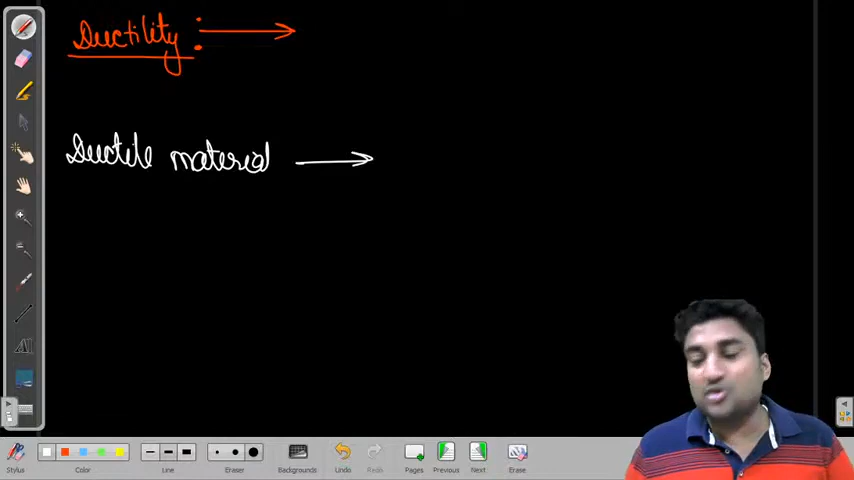 Ductility :→
Ductile material →
Stylus
Color
Line
Eraser
Backgrounds
Undo
Redo
Pages
Previous
Next
Erase